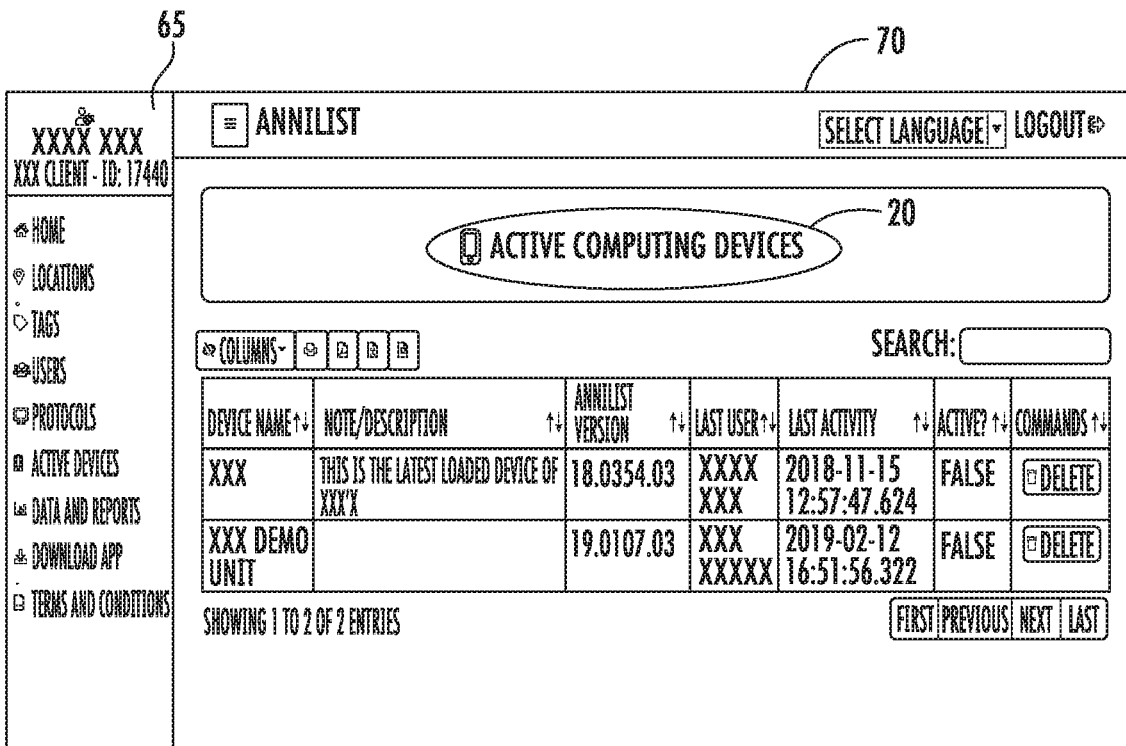 65
70
XXXX XXX
XXX CLIENT - ID: 17440
ANNILIST
SELECT LANGUAGE
LOGOUT
HOME
LOCATIONS
TAGS
USERS
PROTOCOLS
ACTIVE DEVICES
DATA AND REPORTS
DOWNLOAD APP
TERMS AND CONDITIONS
ACTIVE COMPUTING DEVICES
20
COLUMNS
SEARCH:
DEVICE NAME NOTE/DESCRIPTION ANNILIST VERSION LAST USER LAST ACTIVITY ACTIVE? COMMANDS
XXX THIS IS THE LATEST LOADED DEVICE OF 18.0354.03 XXXX 2018-11-15 FALSE DELETE
XXX'X XXX 12:57:47.624
XXX DEMO 19.0107.03 XXX 2019-02-12 FALSE DELETE
UNIT XXXXX 16:51:56.322
SHOWING 1 TO 2 OF 2 ENTRIES
FIRST PREVIOUS NEXT LAST